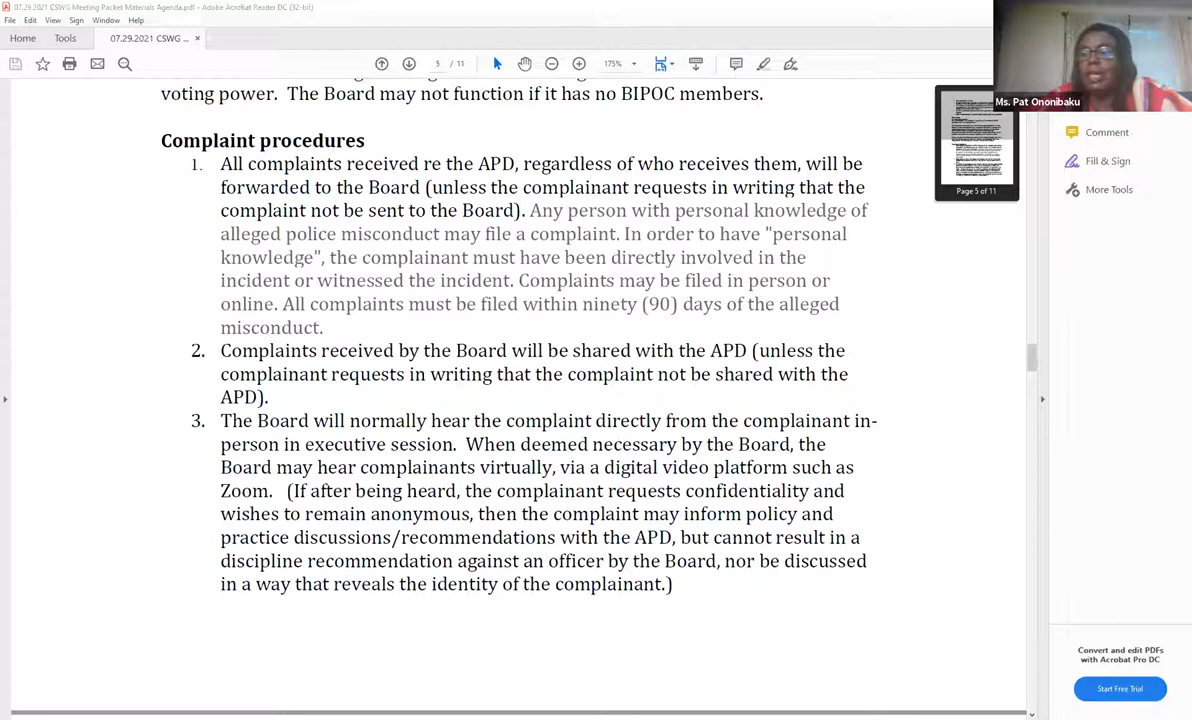 07.29.2021 CSWG Meeting Packet Materials Agenda.pdf - Adobe Acrobat Reader DC (32-bit)
File Edit View Sign Window Help
Home Tools 07.29.2021 CSWG ... ×
5 / 11 175%
Ms. Pat Ononibaku
voting power. The Board may not function if it has no BIPOC members.
Complaint procedures
1. All complaints received re the APD, regardless of who receives them, will be
forwarded to the Board (unless the complainant requests in writing that the
complaint not be sent to the Board). Any person with personal knowledge of
alleged police misconduct may file a complaint. In order to have "personal
knowledge", the complainant must have been directly involved in the
incident or witnessed the incident. Complaints may be filed in person or
online. All complaints must be filed within ninety (90) days of the alleged
misconduct.
2. Complaints received by the Board will be shared with the APD (unless the
complainant requests in writing that the complaint not be shared with the
APD).
3. The Board will normally hear the complaint directly from the complainant in-
person in executive session. When deemed necessary by the Board, the
Board may hear complainants virtually, via a digital video platform such as
Zoom. (If after being heard, the complainant requests confidentiality and
wishes to remain anonymous, then the complaint may inform policy and
practice discussions/recommendations with the APD, but cannot result in a
discipline recommendation against an officer by the Board, nor be discussed
in a way that reveals the identity of the complainant.)
Page 5 of 11
Comment
Fill & Sign
More Tools
Convert and edit PDFs
with Acrobat Pro DC
Start Free Trial